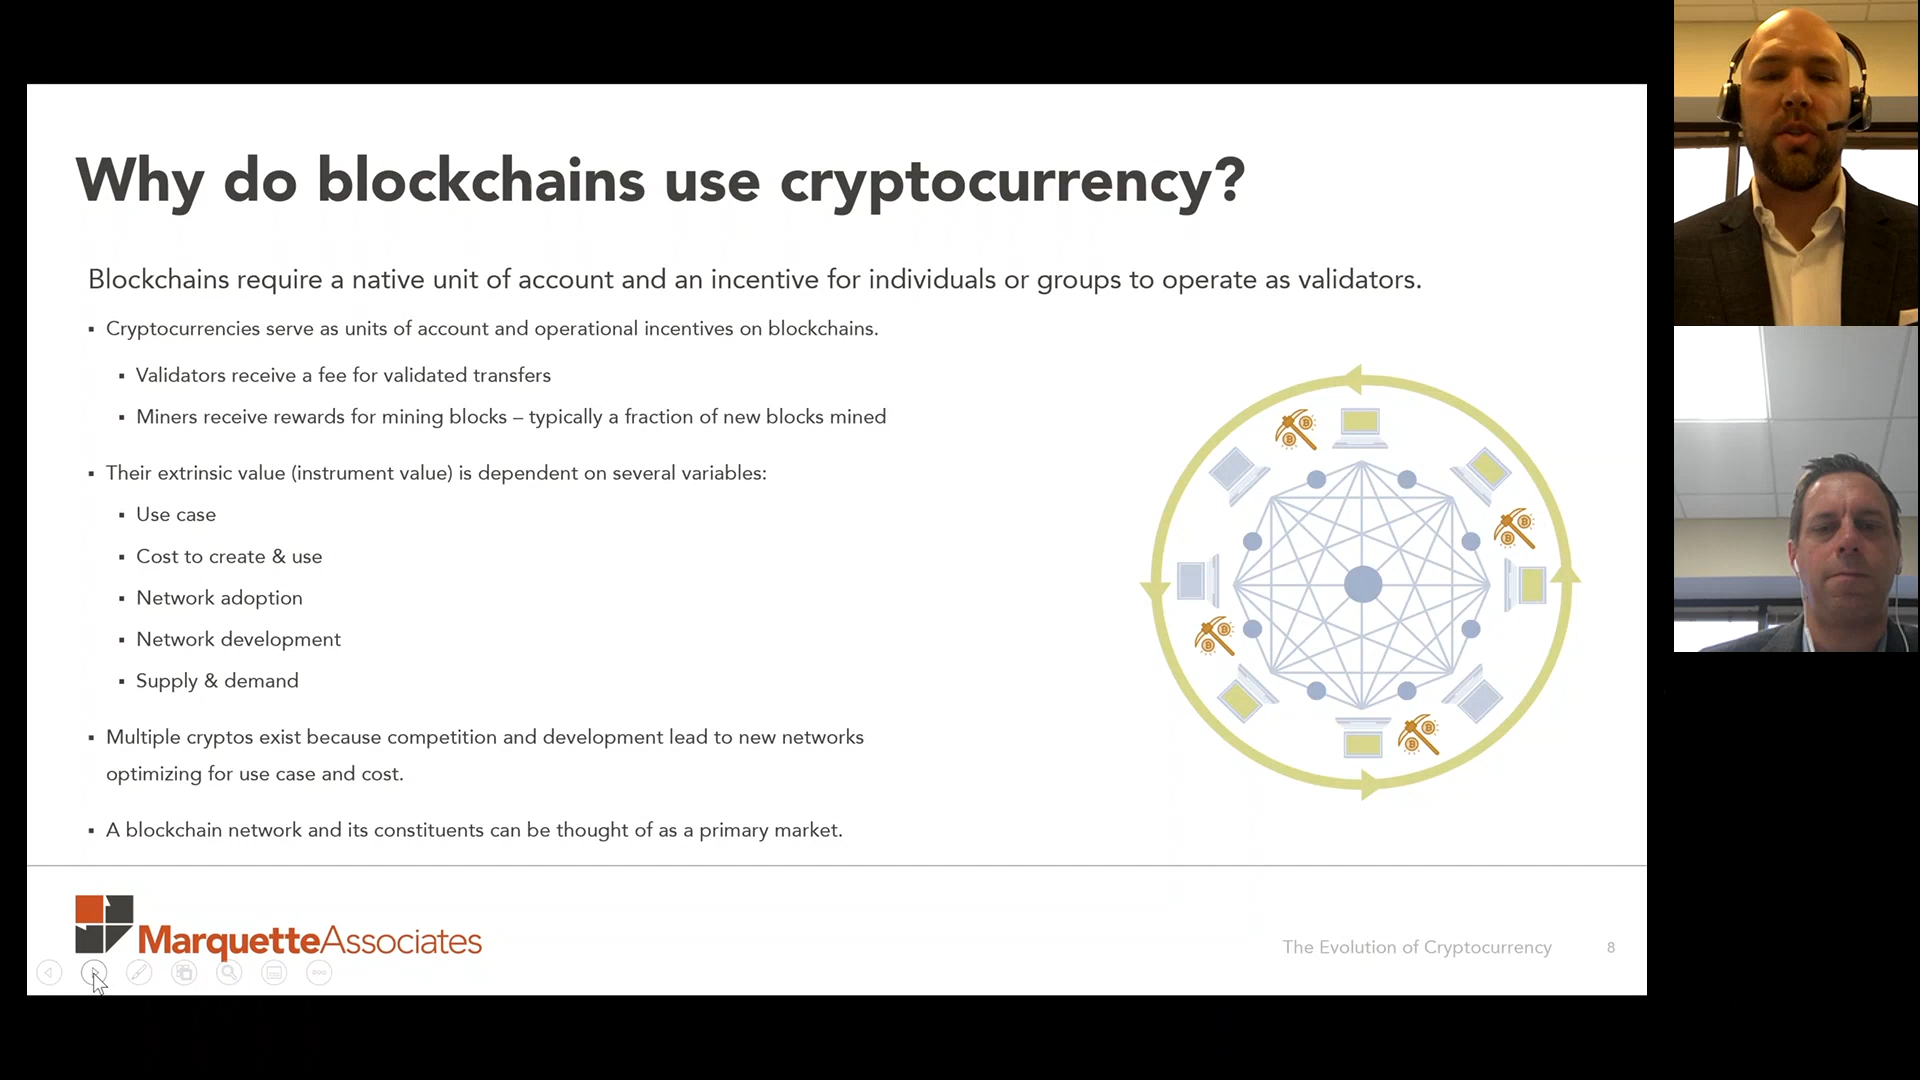 Why do blockchains use cryptocurrency?
Blockchains require a native unit of account and an incentive for individuals or groups to operate as validators.
▪ Cryptocurrencies serve as units of account and operational incentives on blockchains.
▪ Validators receive a fee for validated transfers
▪ Miners receive rewards for mining blocks – typically a fraction of new blocks mined
▪ Their extrinsic value (instrument value) is dependent on several variables:
▪ Use case
▪ Cost to create & use
▪ Network adoption
▪ Network development
▪ Supply & demand
▪ Multiple cryptos exist because competition and development lead to new networks
optimizing for use case and cost.
▪ A blockchain network and its constituents can be thought of as a primary market.
MarquetteAssociates
The Evolution of Cryptocurrency 8